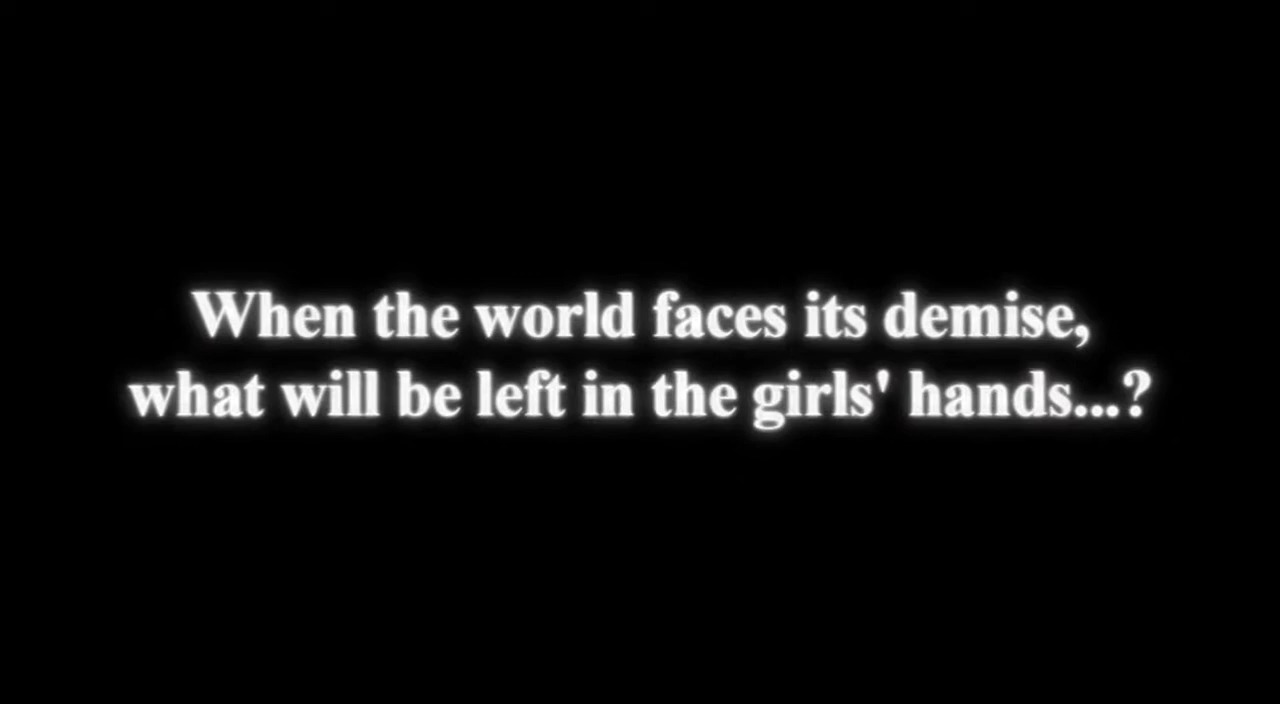 When the world faces its demise,
what will be left in the girls' hands...?